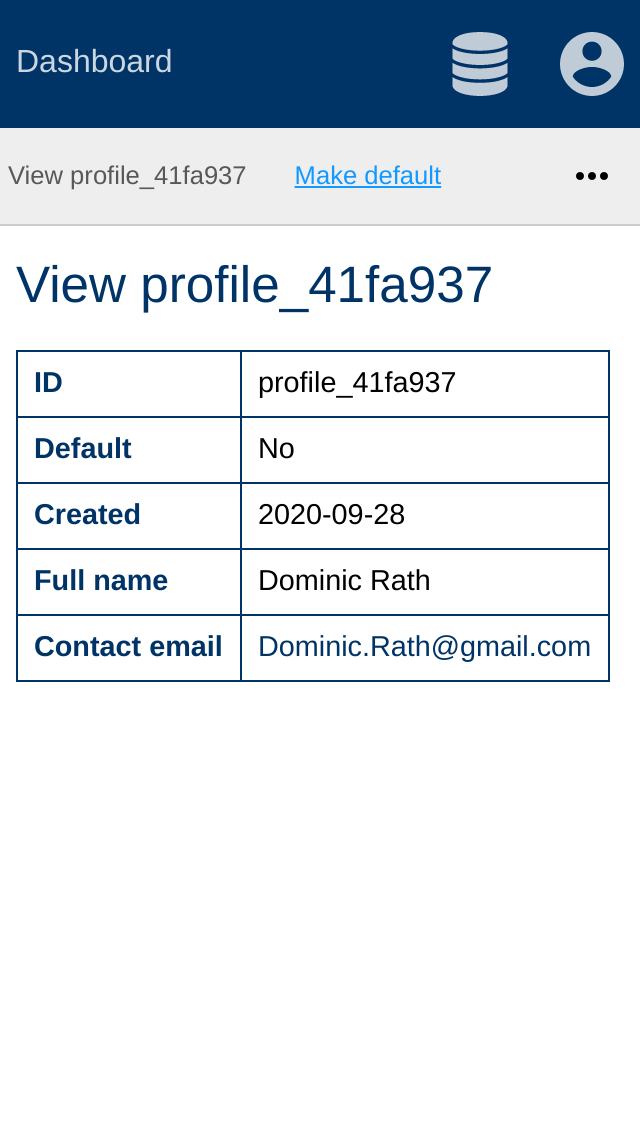 Dashboard
View profile_41fa937 Make default
View profile_41fa937
ID profile_41fa937
Default No
Created 2020-09-28
Full name Dominic Rath
Contact email Dominic.Rath@gmail.com